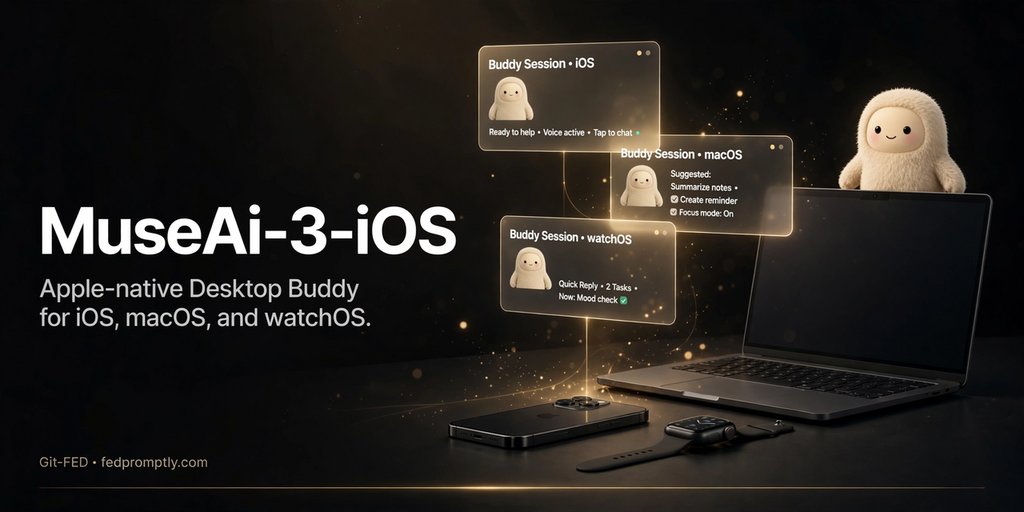 MuseAi-3-iOS
Apple-native Desktop Buddy
for iOS, macOS, and watchOS.
Buddy Session • iOS
Ready to help • Voice active • Tap to chat
Buddy Session • macOS
Suggested:
Summarize notes •
☑ Create reminder
☑ Focus mode: On
Buddy Session • watchOS
Quick Reply • 2 Tasks •
Now: Mood check ✅
Git-FED • fedpromptly.com